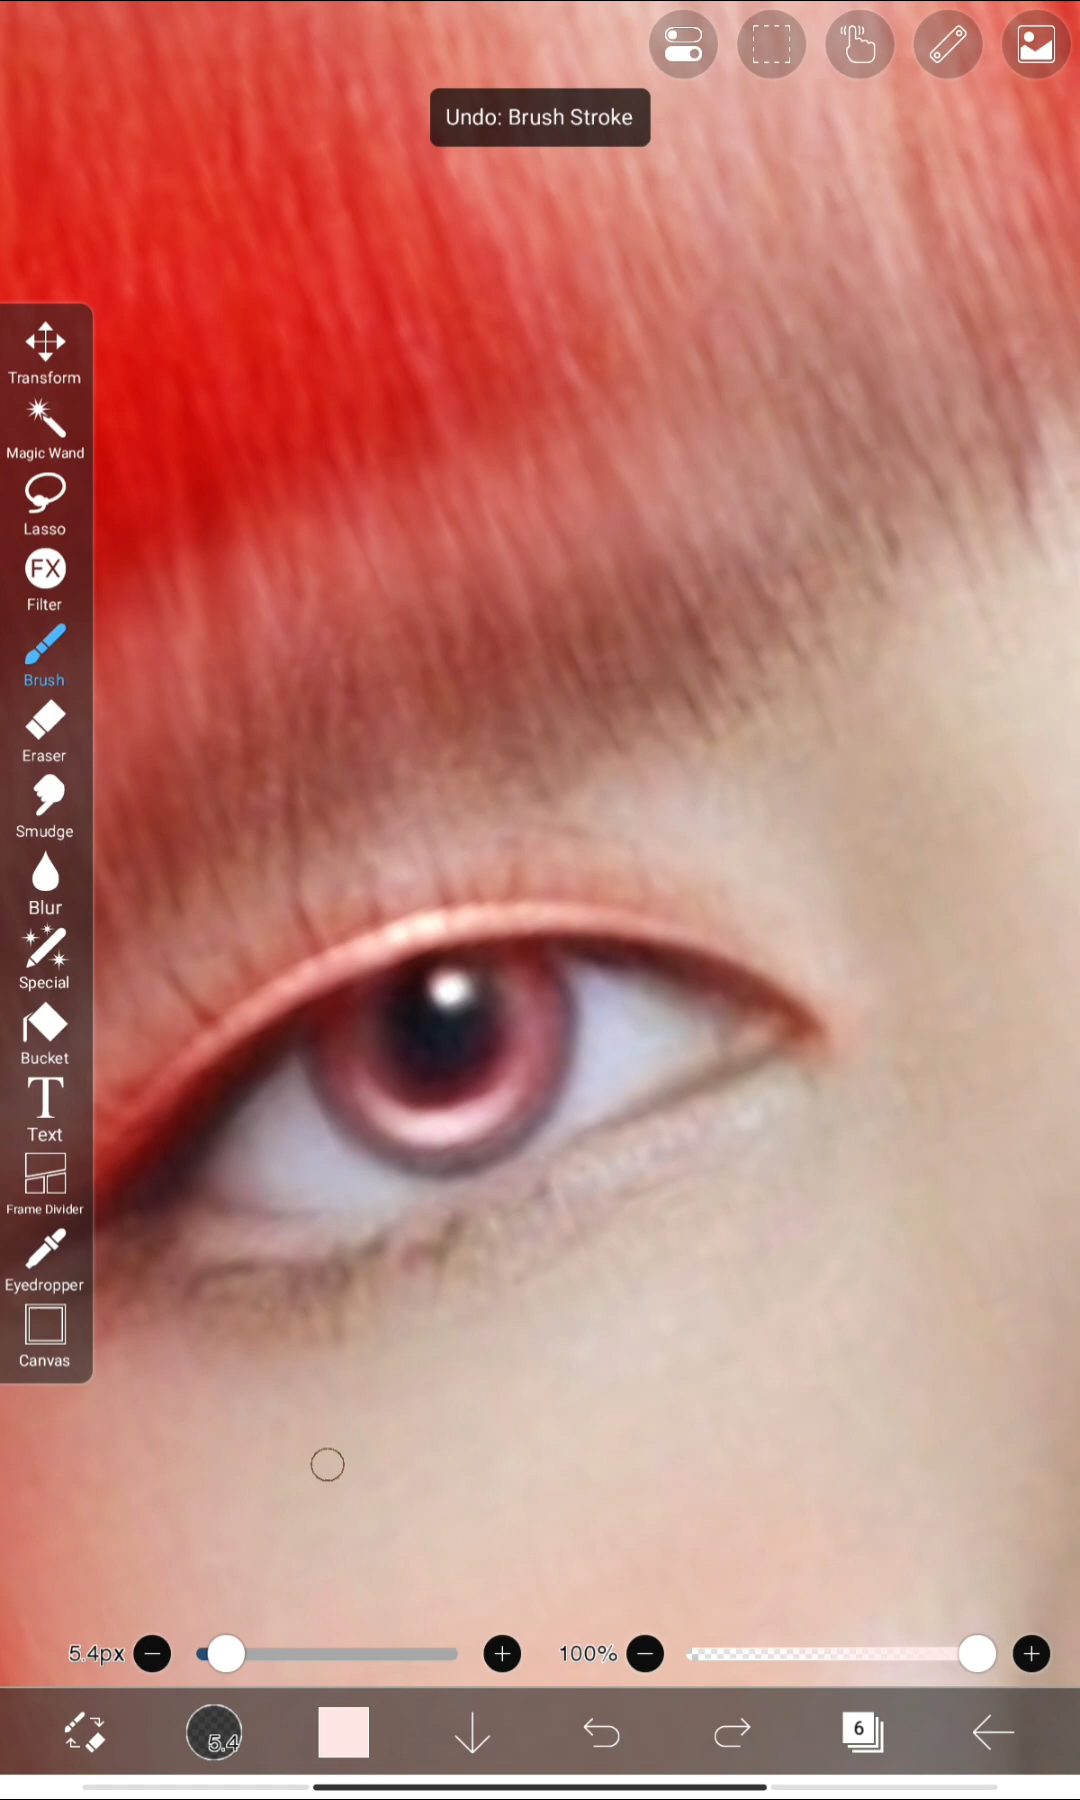 Undo: Brush Stroke
Transform
Magic Wand
Lasso
FX
Filter
Brush
Eraser
Smudge
Blur
Special
Bucket
T
Text
Frame Divider
Eyedropper
Canvas
5.4px
100%
5.4
6